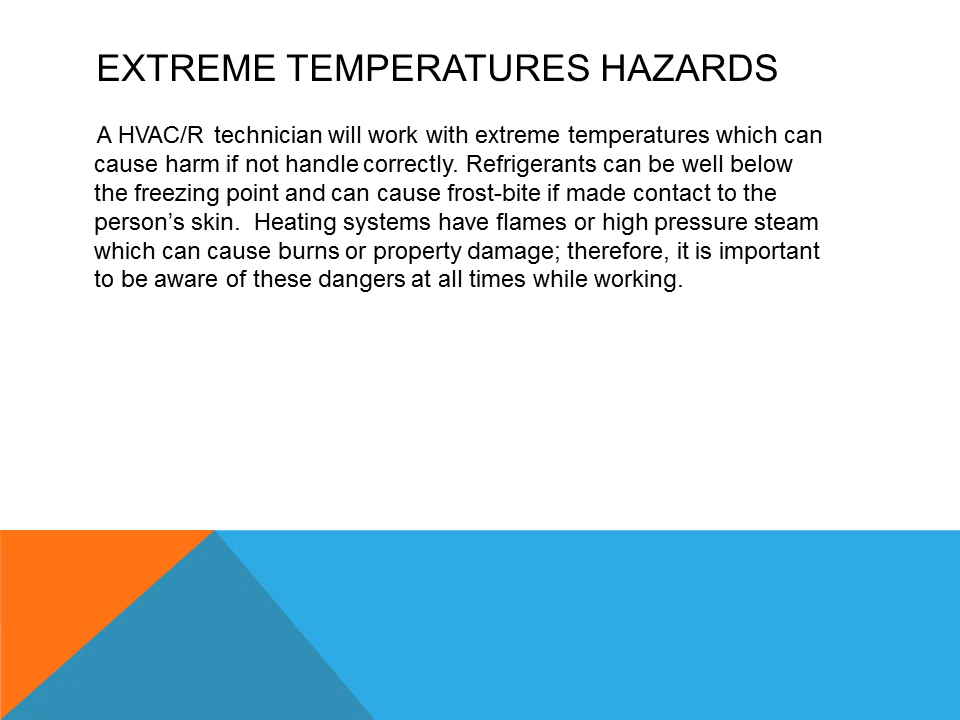 EXTREME TEMPERATURES HAZARDS
A HVAC/R technician will work with extreme temperatures which can
cause harm if not handle correctly. Refrigerants can be well below
the freezing point and can cause frost-bite if made contact to the
person’s skin.  Heating systems have flames or high pressure steam
which can cause burns or property damage; therefore, it is important
to be aware of these dangers at all times while working.